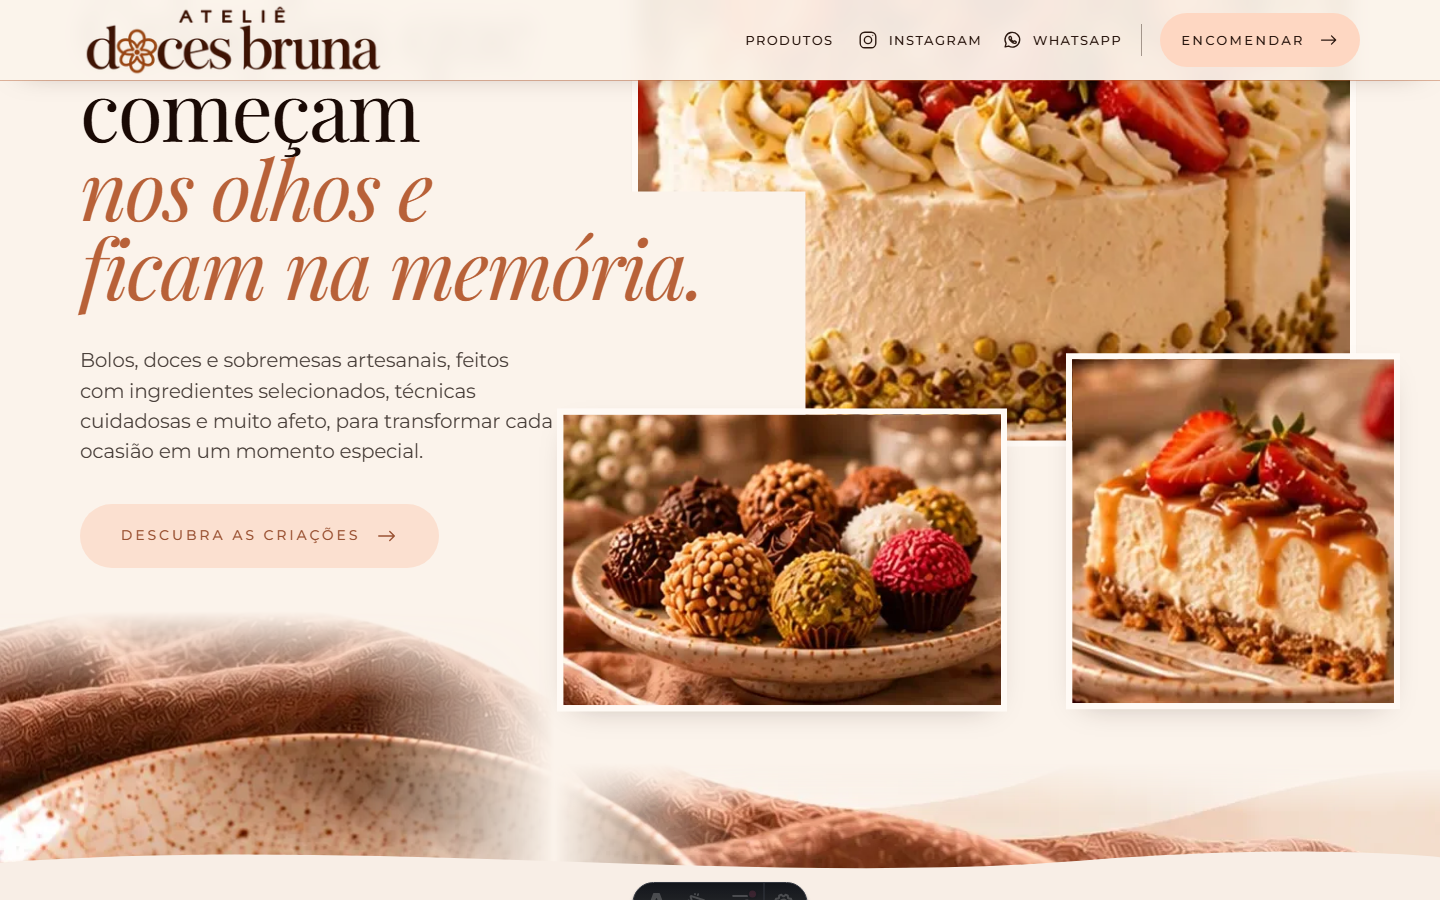 ATELIÊ
doces bruna
PRODUTOS
INSTAGRAM
WHATSAPP
ENCOMENDAR
começam
nos olhos e
ficam na memória.
Bolos, doces e sobremesas artesanais, feitos
com ingredientes selecionados, técnicas
cuidadosas e muito afeto, para transformar cada
ocasião em um momento especial.
DESCUBRA AS CRIAÇÕES